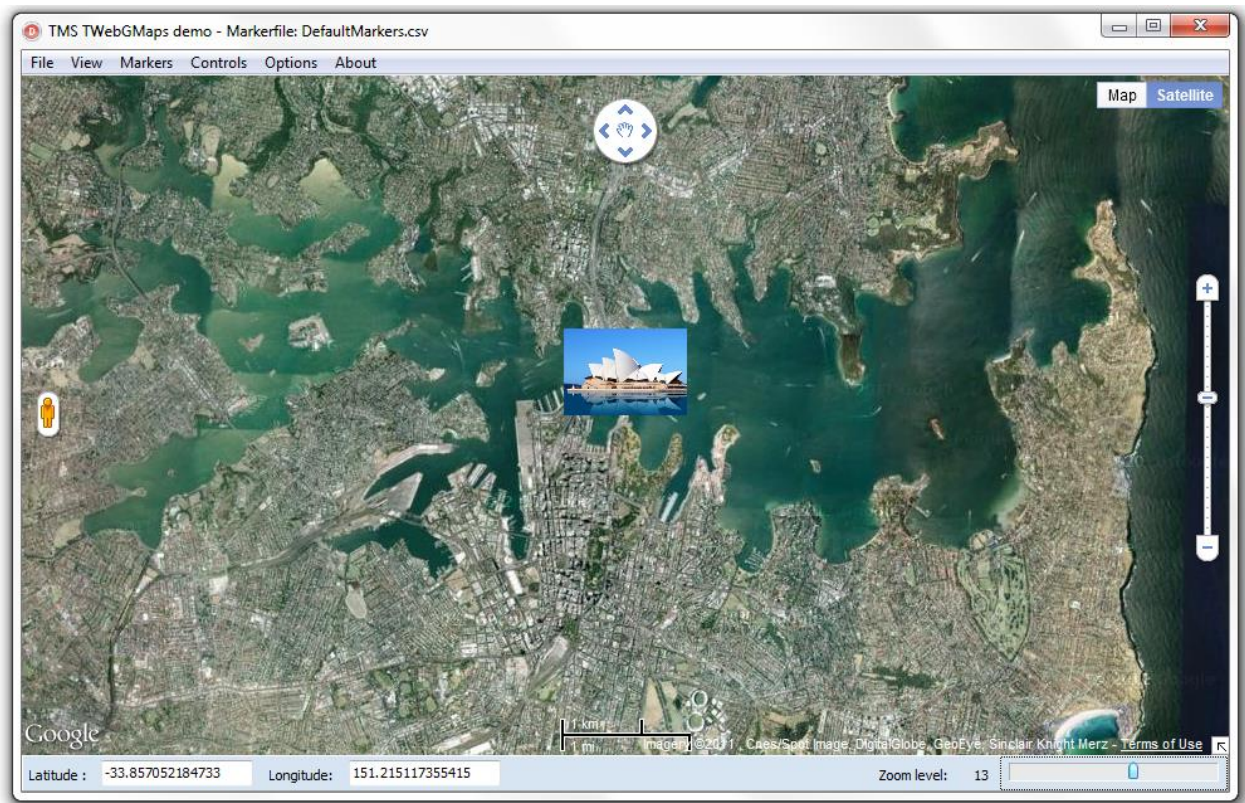 TMS TWebGMaps demo - Markerfile: DefaultMarkers.csv
File View Markers Controls Options About
Map Satellite
1 km
1 mi
Google
Imagery ©2011 , Cnes/Spot Image, DigitalGlobe, GeoEye, Sinclair Knight Merz - Terms of Use
Latitude : -33.857052184733 Longitude: 151.215117355415 Zoom level: 13